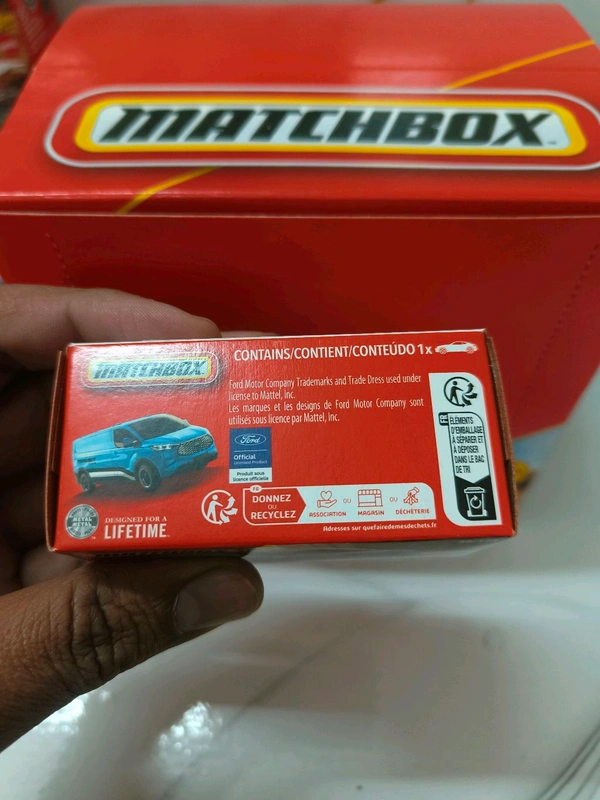 MATCHBOX
MATCHBOX
CONTAINS/CONTIENT/CONTEÚDO 1x
Ford Motor Company Trademarks and Trade Dress used under
license to Mattel, Inc.
Les marques et les designs de Ford Motor Company sont
utilisés sous licence par Mattel, Inc.
Ford
Official
Licensed Product
Produit sous
licence officielle
FR
ÉLÉMENTS
D'EMBALLAGE
À SÉPARER ET
À DÉPOSER
DANS LE BAC
DE TRI
METAL
DESIGNED FOR A
LIFETIME
FR
DONNEZ
OU
RECYCLEZ
ASSOCIATION
OU
MAGASIN
OU
DÉCHÈTERIE
Adresses sur quefairedemesdechets.fr